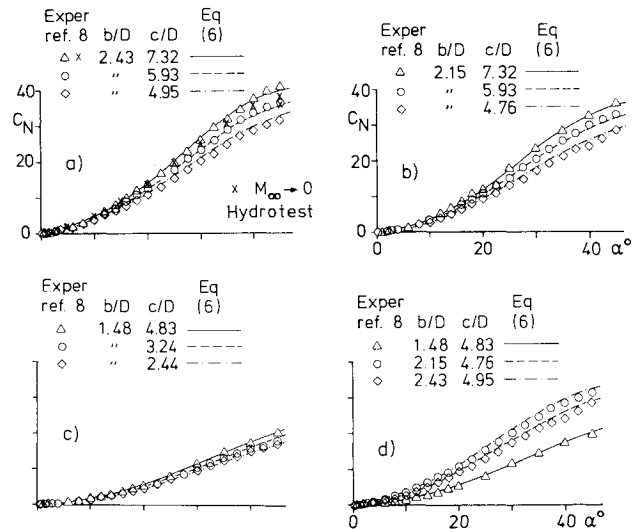 Exper Eq
ref. 8 b/D c/D (6)
△ × 2.43 7.32 ———
○ " 5.93 – – –
◇ " 4.95 — - —
40
C_N
20
0
a)
× M∞→0
Hydrotest
Exper Eq
ref. 8 b/D c/D (6)
△ 2.15 7.32 ———
○ " 5.93 – – –
◇ " 4.76 — - —
40
20
0
b)
0 20 40 α°
Exper Eq
ref. 8 b/D c/D (6)
△ 1.48 4.83 ———
○ " 3.24 – – –
◇ " 2.44 — - —
c)
Exper Eq
ref. 8 b/D c/D (6)
△ 1.48 4.83 ———
○ 2.15 4.76 – – –
◇ 2.43 4.95 — - —
d)
0 20 40 α°